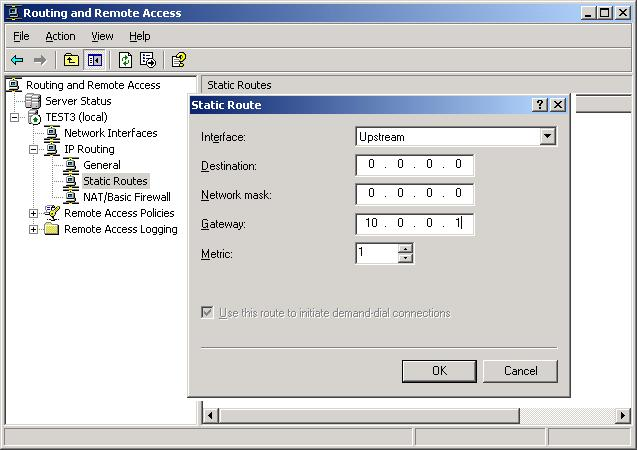 Routing and Remote Access
File Action View Help
Routing and Remote Access
Server Status
TEST3 (local)
Network Interfaces
IP Routing
General
Static Routes
NAT/Basic Firewall
Remote Access Policies
Remote Access Logging
Static Routes
Static Route
Interface: Upstream
Destination: 0 . 0 . 0 . 0
Network mask: 0 . 0 . 0 . 0
Gateway: 10 . 0 . 0 . 1
Metric: 1
Use this route to initiate demand-dial connections
OK Cancel